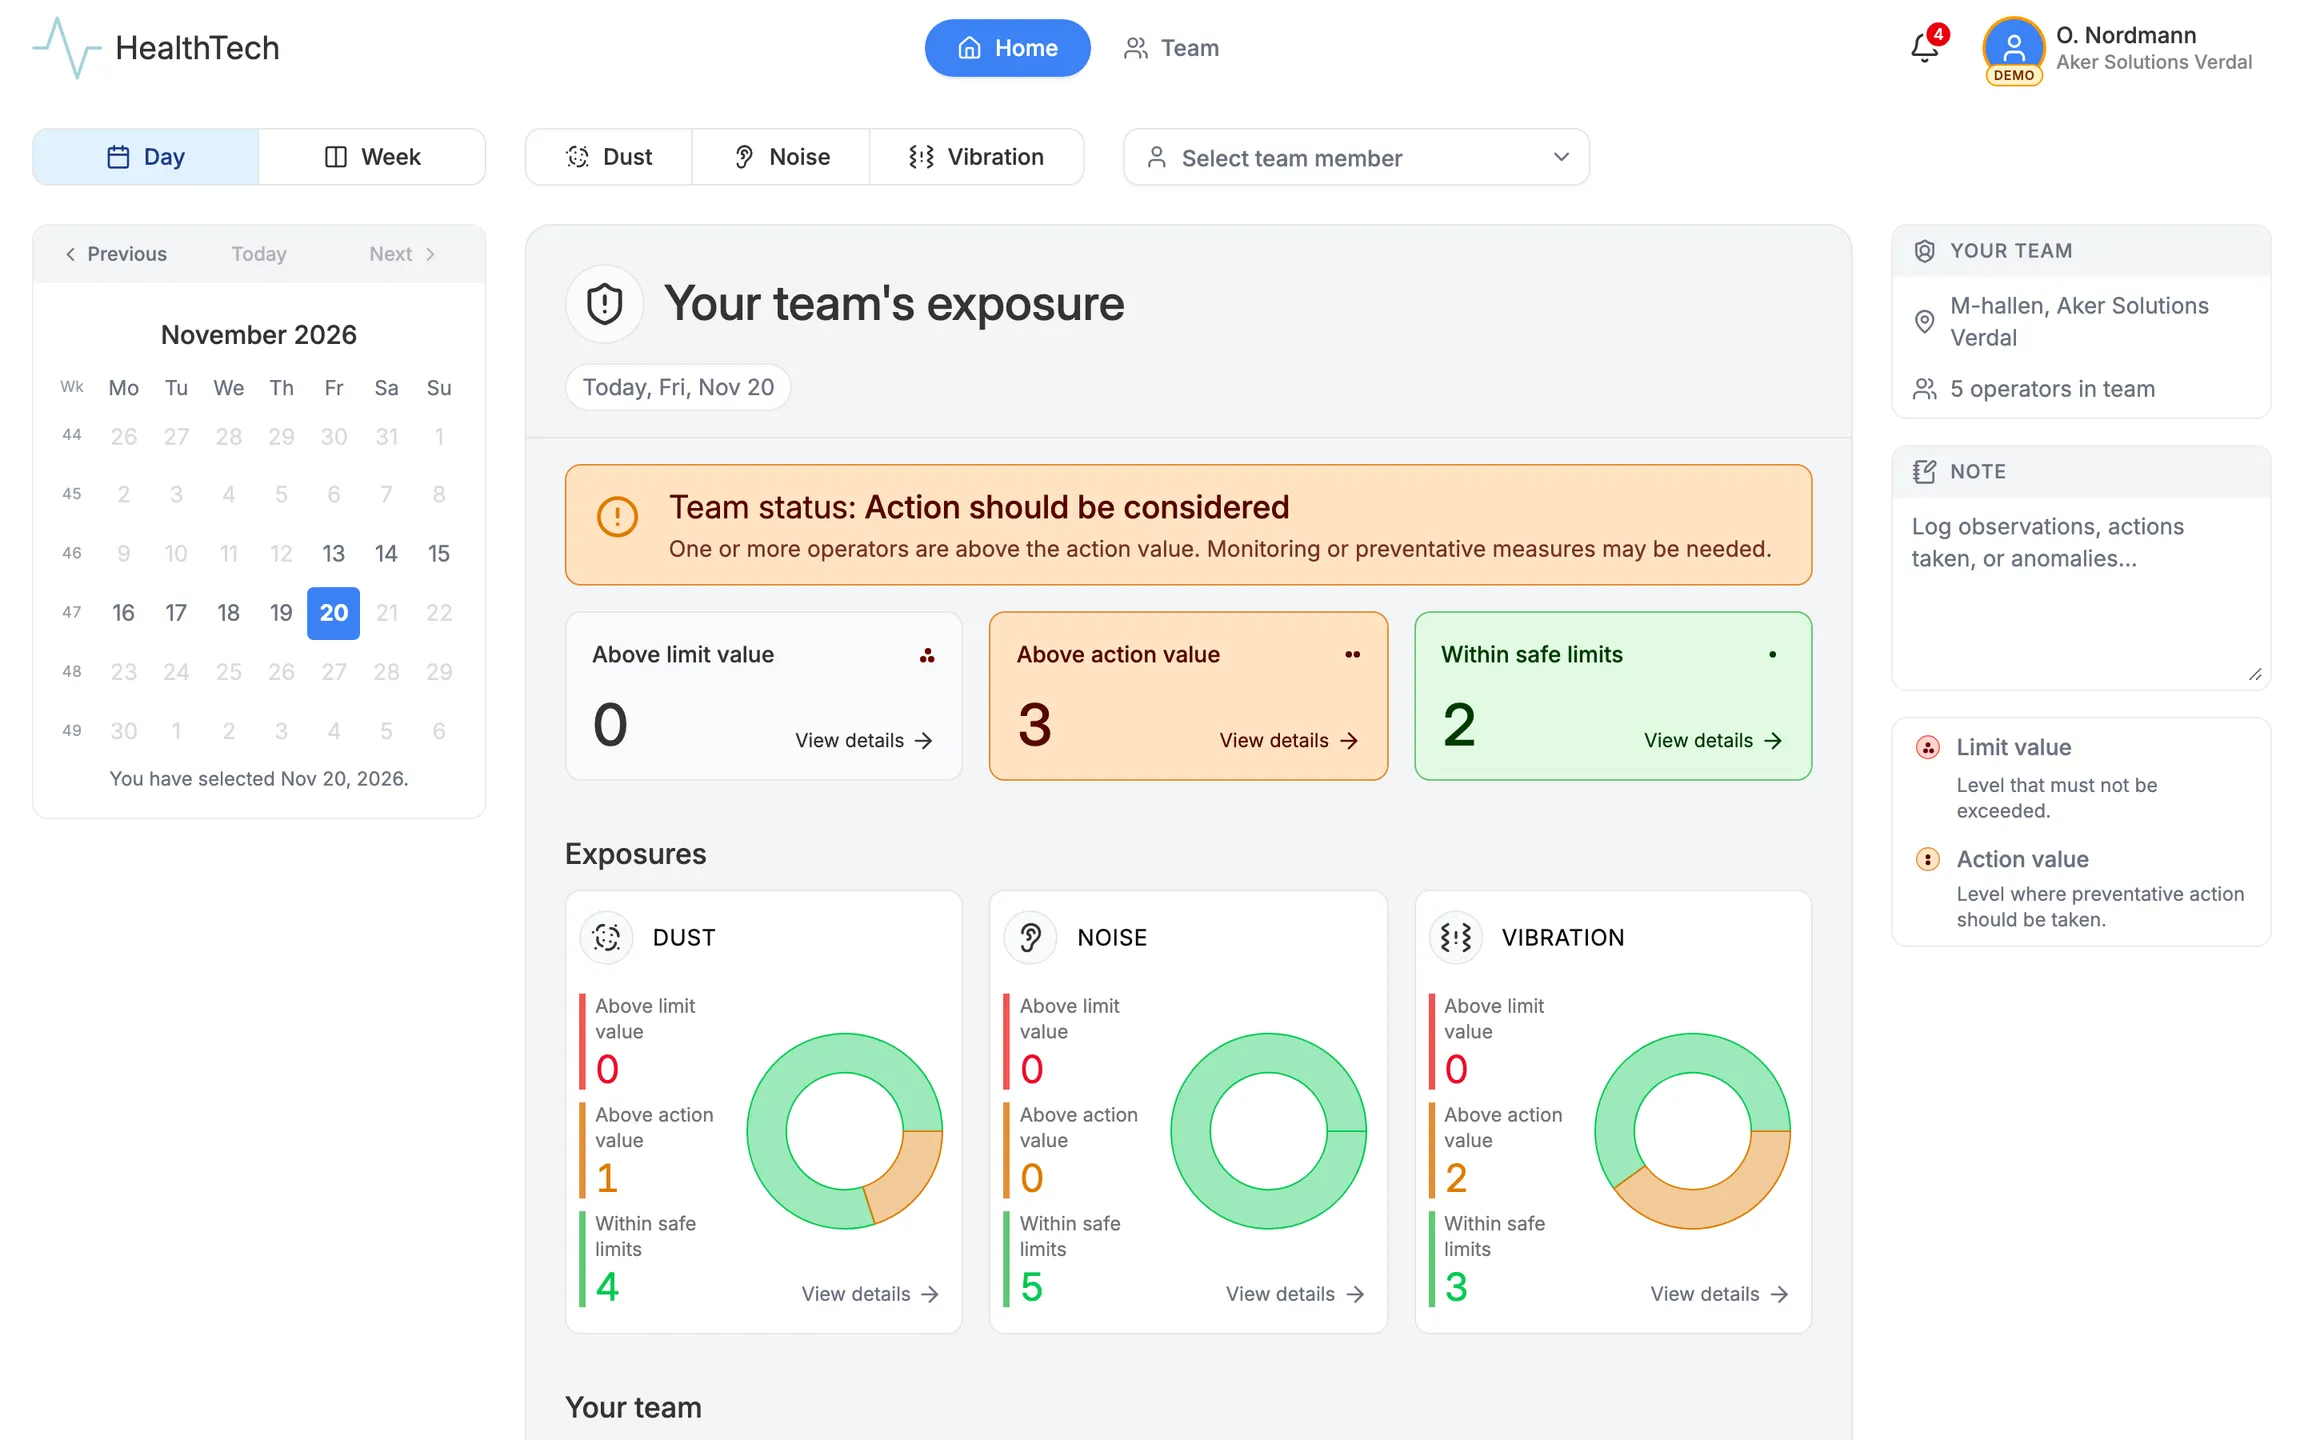 HealthTech
Home
Team
4
DEMO
O. Nordmann
Aker Solutions Verdal
Day
Week
Dust
Noise
Vibration
Select team member
Previous
Today
Next
November 2026
Wk Mo Tu We Th Fr Sa Su
44 26 27 28 29 30 31 1
45 2 3 4 5 6 7 8
46 9 10 11 12 13 14 15
47 16 17 18 19 20 21 22
48 23 24 25 26 27 28 29
49 30 1 2 3 4 5 6
You have selected Nov 20, 2026.
Your team's exposure
Today, Fri, Nov 20
Team status: Action should be considered
One or more operators are above the action value. Monitoring or preventative measures may be needed.
Above limit value
0
View details
Above action value
3
View details
Within safe limits
2
View details
Exposures
DUST
Above limit
value
0
Above action
value
1
Within safe
limits
4
View details
NOISE
Above limit
value
0
Above action
value
0
Within safe
limits
5
View details
VIBRATION
Above limit
value
0
Above action
value
2
Within safe
limits
3
View details
Your team
YOUR TEAM
M-hallen, Aker Solutions
Verdal
5 operators in team
NOTE
Log observations, actions
taken, or anomalies...
Limit value
Level that must not be
exceeded.
Action value
Level where preventative action
should be taken.